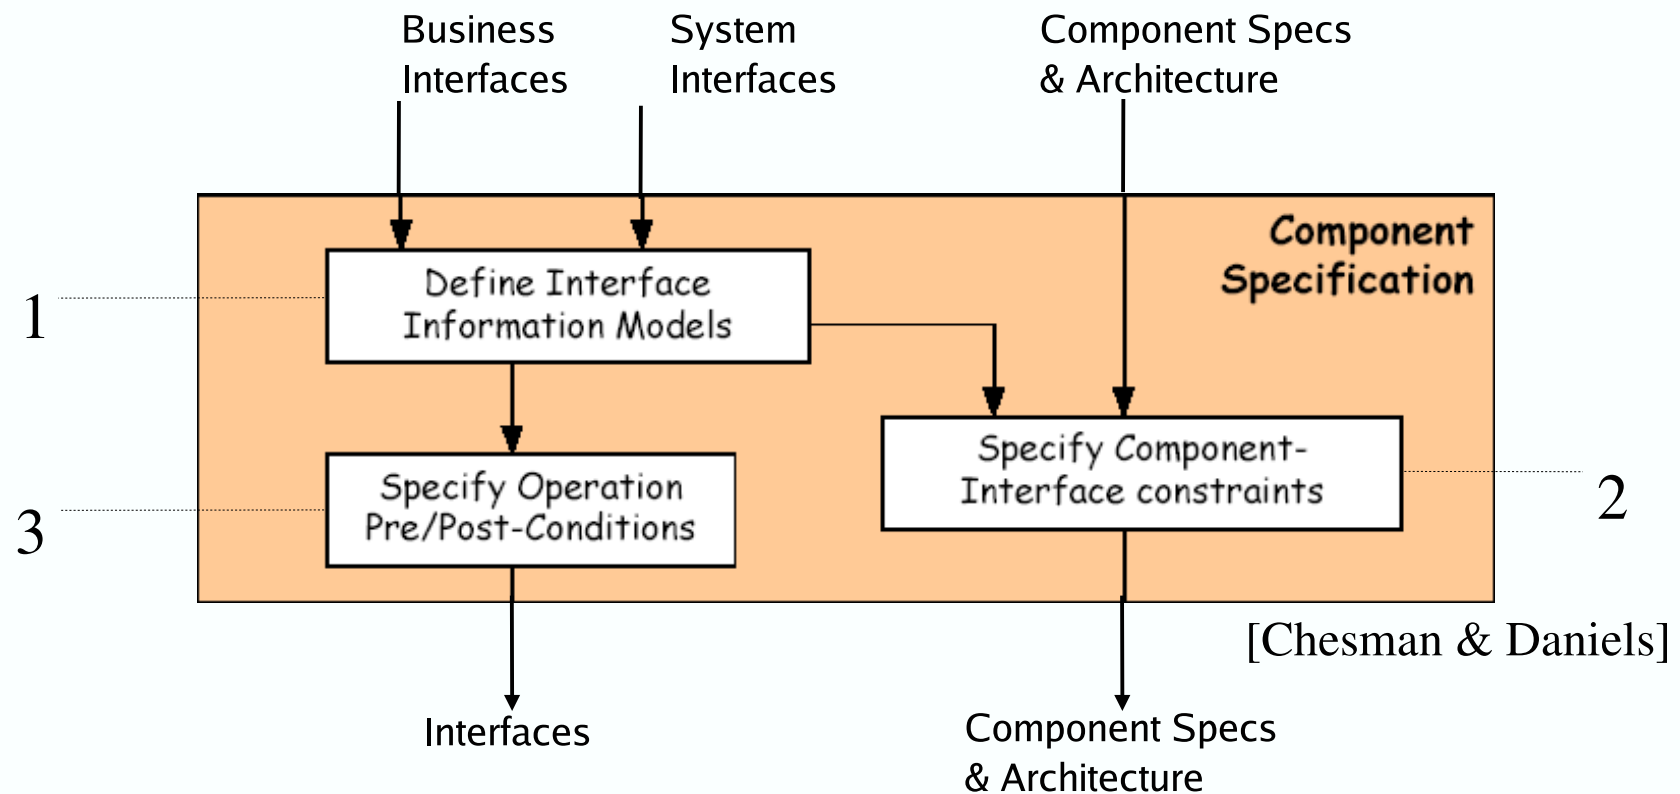 Business
Interfaces
System
Interfaces
Component Specs
& Architecture
Component
Specification
1
Define Interface
Information Models
Specify Component-
Interface constraints
2
3
Specify Operation
Pre/Post-Conditions
[Chesman & Daniels]
Interfaces
Component Specs
& Architecture